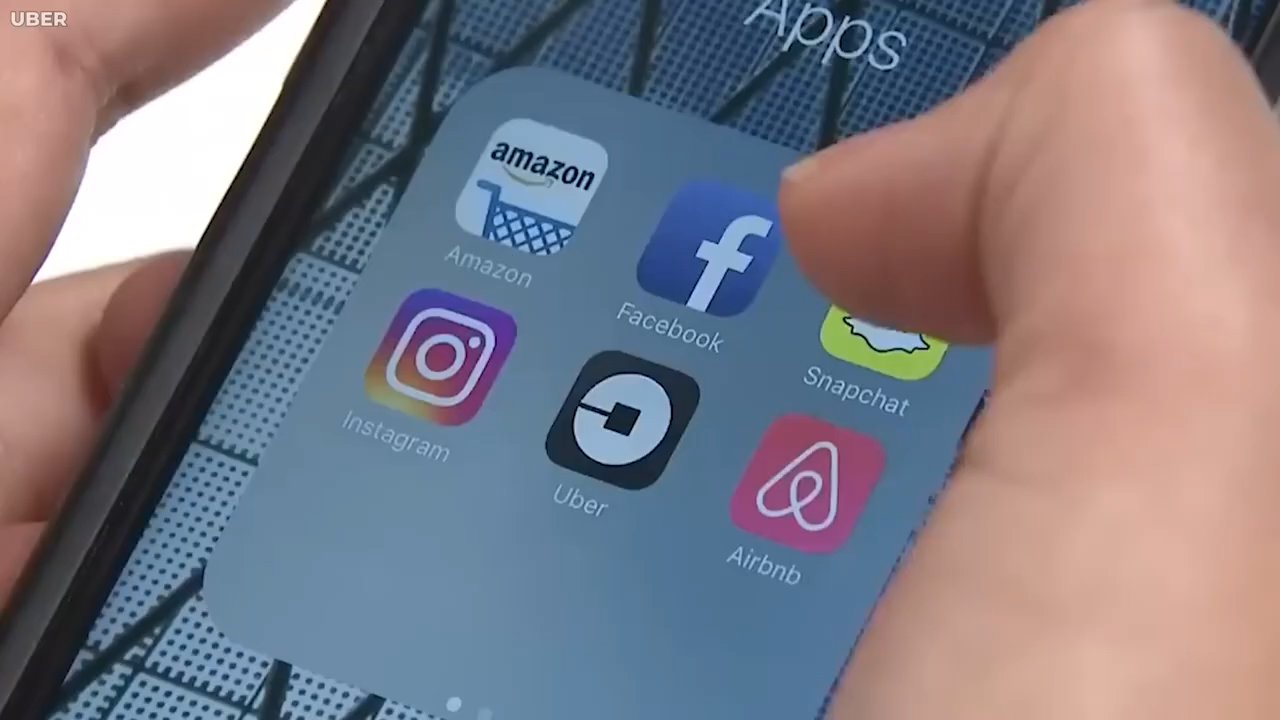 UBER
Apps
amazon
Amazon
f
Facebook
Snapchat
Instagram
Uber
Airbnb